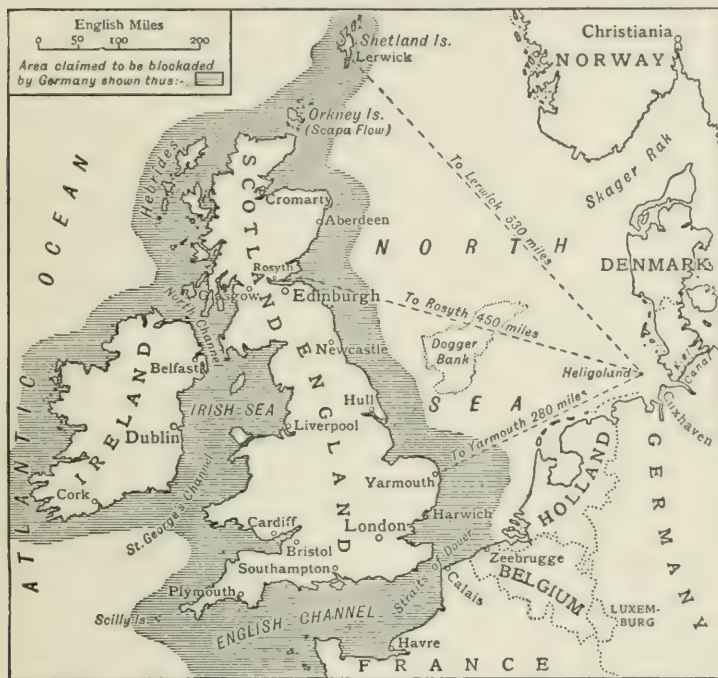 English Miles
0 50 100 200
Area claimed to be blockaded
by Germany shown thus:-
Shetland Is.
Lerwick
Christiania
NORWAY
Orkney Is.
(Scapa Flow)
Skager Rak
Hebrides
SCOTLAND
Cromarty
Aberdeen
To Lerwick 530 miles
NORTH
SEA
DENMARK
ATLANTIC
OCEAN
Rosyth
Glasgow
Edinburgh
North Channel
To Rosyth 450 miles
Dogger
Bank
Heligoland
Kiel
Canal
Cuxhaven
Newcastle
Belfast
IRELAND
ENGLAND
IRISH SEA
Hull
Dublin
Liverpool
To Yarmouth 280 miles
Yarmouth
HOLLAND
GERMANY
Cork
St. George's Channel
Cardiff
Bristol
London
Harwich
Southampton
Straits of Dover
Zeebrugge
Calais
BELGIUM
LUXEM-
BURG
Plymouth
Scilly Is.
ENGLISH CHANNEL
Havre
FRANCE